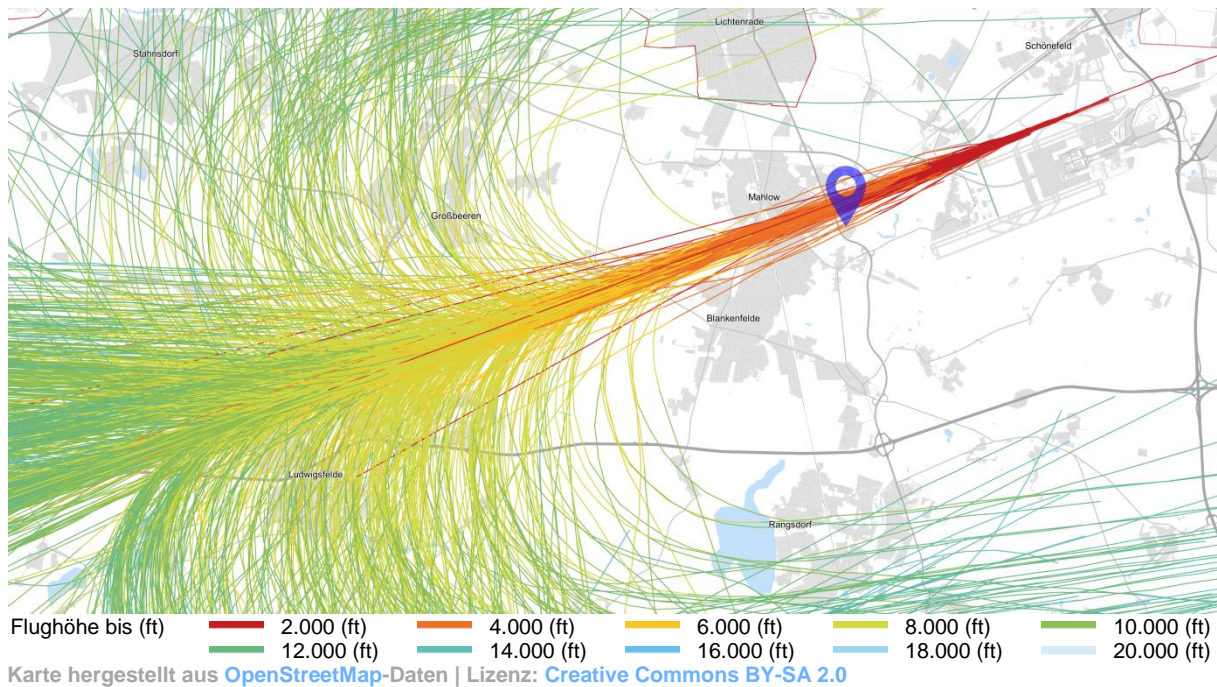 Lichtenrade
Stahnsdorf
Schönefeld
Mahlow
Großbeeren
Blankenfelde
Ludwigsfelde
Rangsdorf
Flughöhe bis (ft) 2.000 (ft) 4.000 (ft) 6.000 (ft) 8.000 (ft) 10.000 (ft)
12.000 (ft) 14.000 (ft) 16.000 (ft) 18.000 (ft) 20.000 (ft)
Karte hergestellt aus OpenStreetMap-Daten | Lizenz: Creative Commons BY-SA 2.0